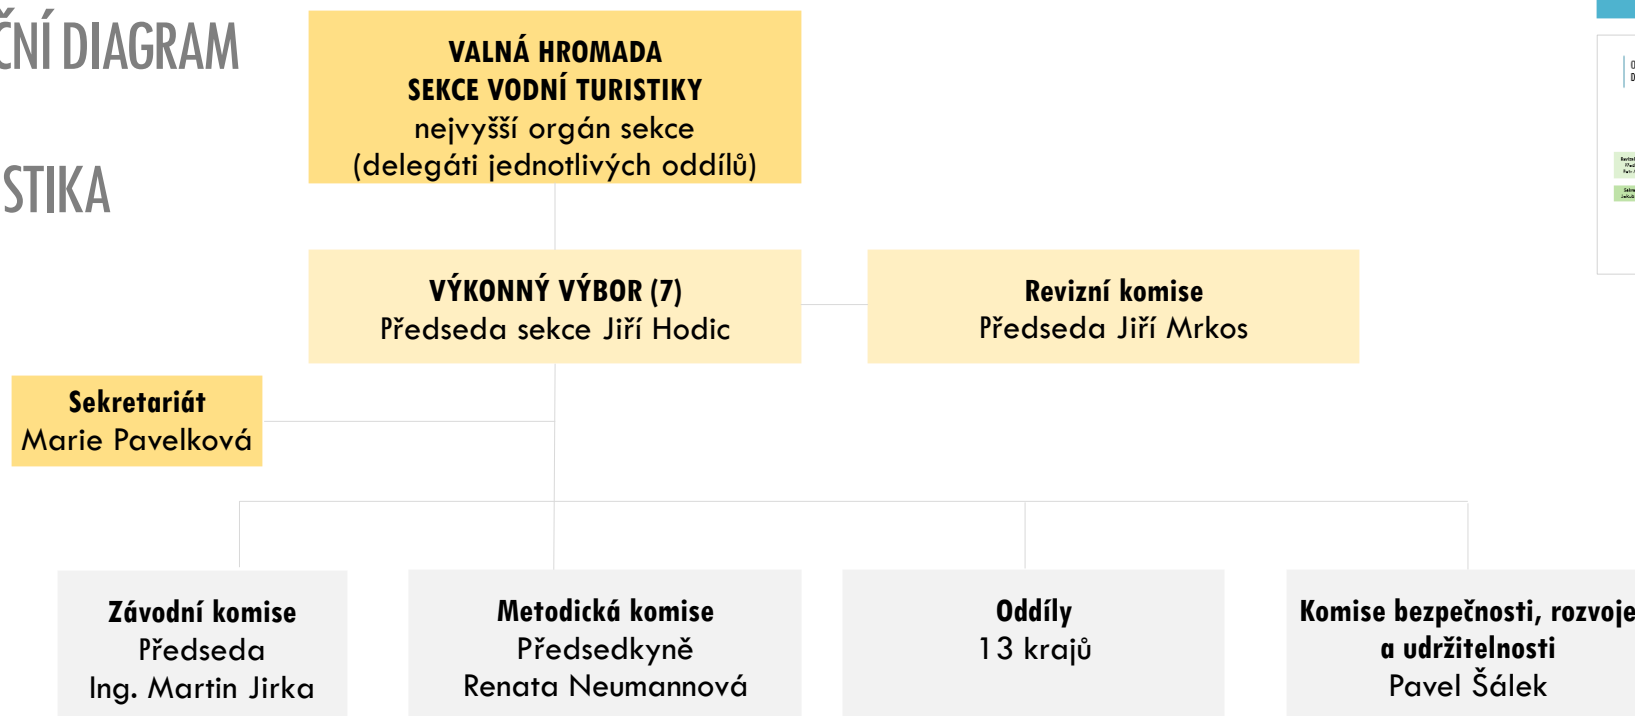 ČNÍ DIAGRAM
STIKA
VALNÁ HROMADA
SEKCE VODNÍ TURISTIKY
nejvyšší orgán sekce
(delegáti jednotlivých oddílů)
VÝKONNÝ VÝBOR (7)
Předseda sekce Jiří Hodic
Revizní komise
Předseda Jiří Mrkos
Sekretariát
Marie Pavelková
Závodní komise
Předseda
Ing. Martin Jirka
Metodická komise
Předsedkyně
Renata Neumannová
Oddíly
13 krajů
Komise bezpečnosti, rozvoje
a udržitelnosti
Pavel Šálek